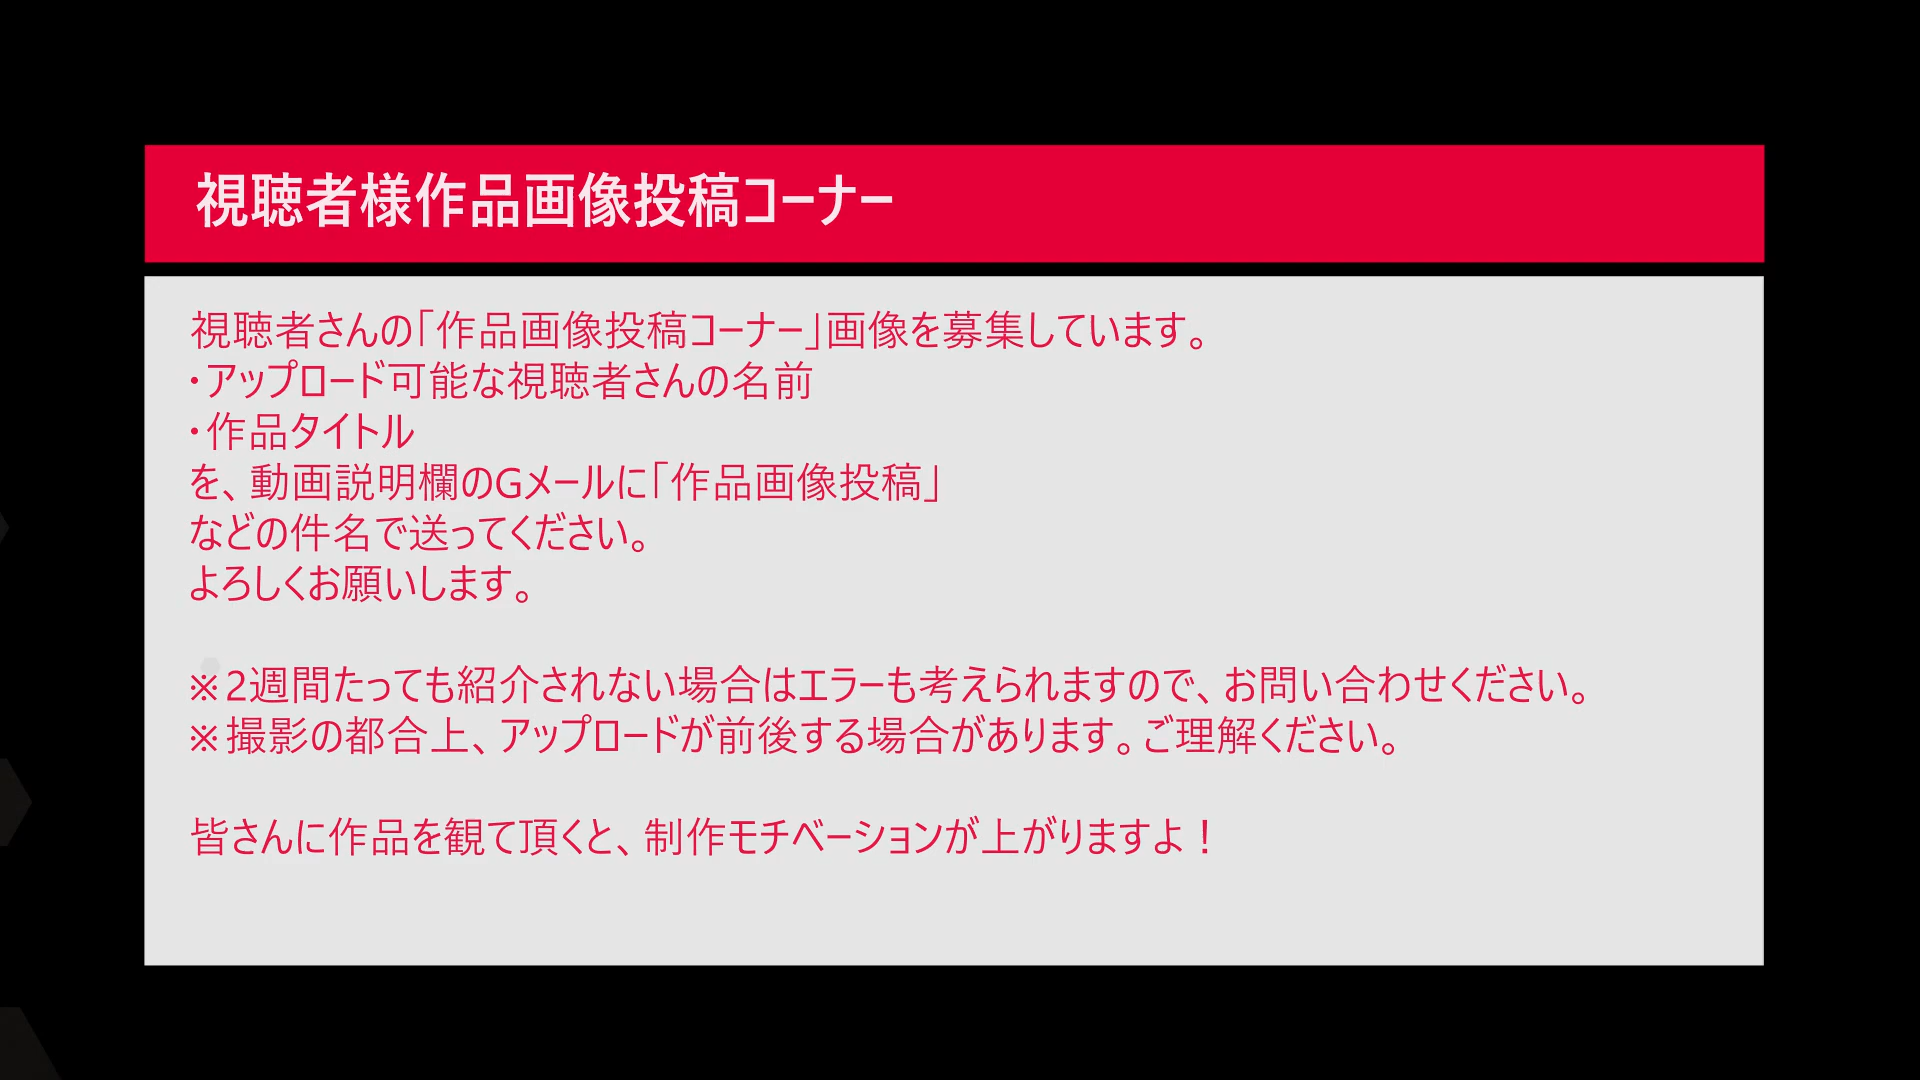 視聴者様作品画像投稿コーナー
視聴者さんの「作品画像投稿コーナー」画像を募集しています。
・アップロード可能な視聴者さんの名前
・作品タイトル
を、動画説明欄のGメールに「作品画像投稿」
などの件名で送ってください。
よろしくお願いします。
※2週間たっても紹介されない場合はエラーも考えられますので、お問い合わせください。
※撮影の都合上、アップロードが前後する場合があります。ご理解ください。
皆さんに作品を観て頂くと、制作モチベーションが上がりますよ！